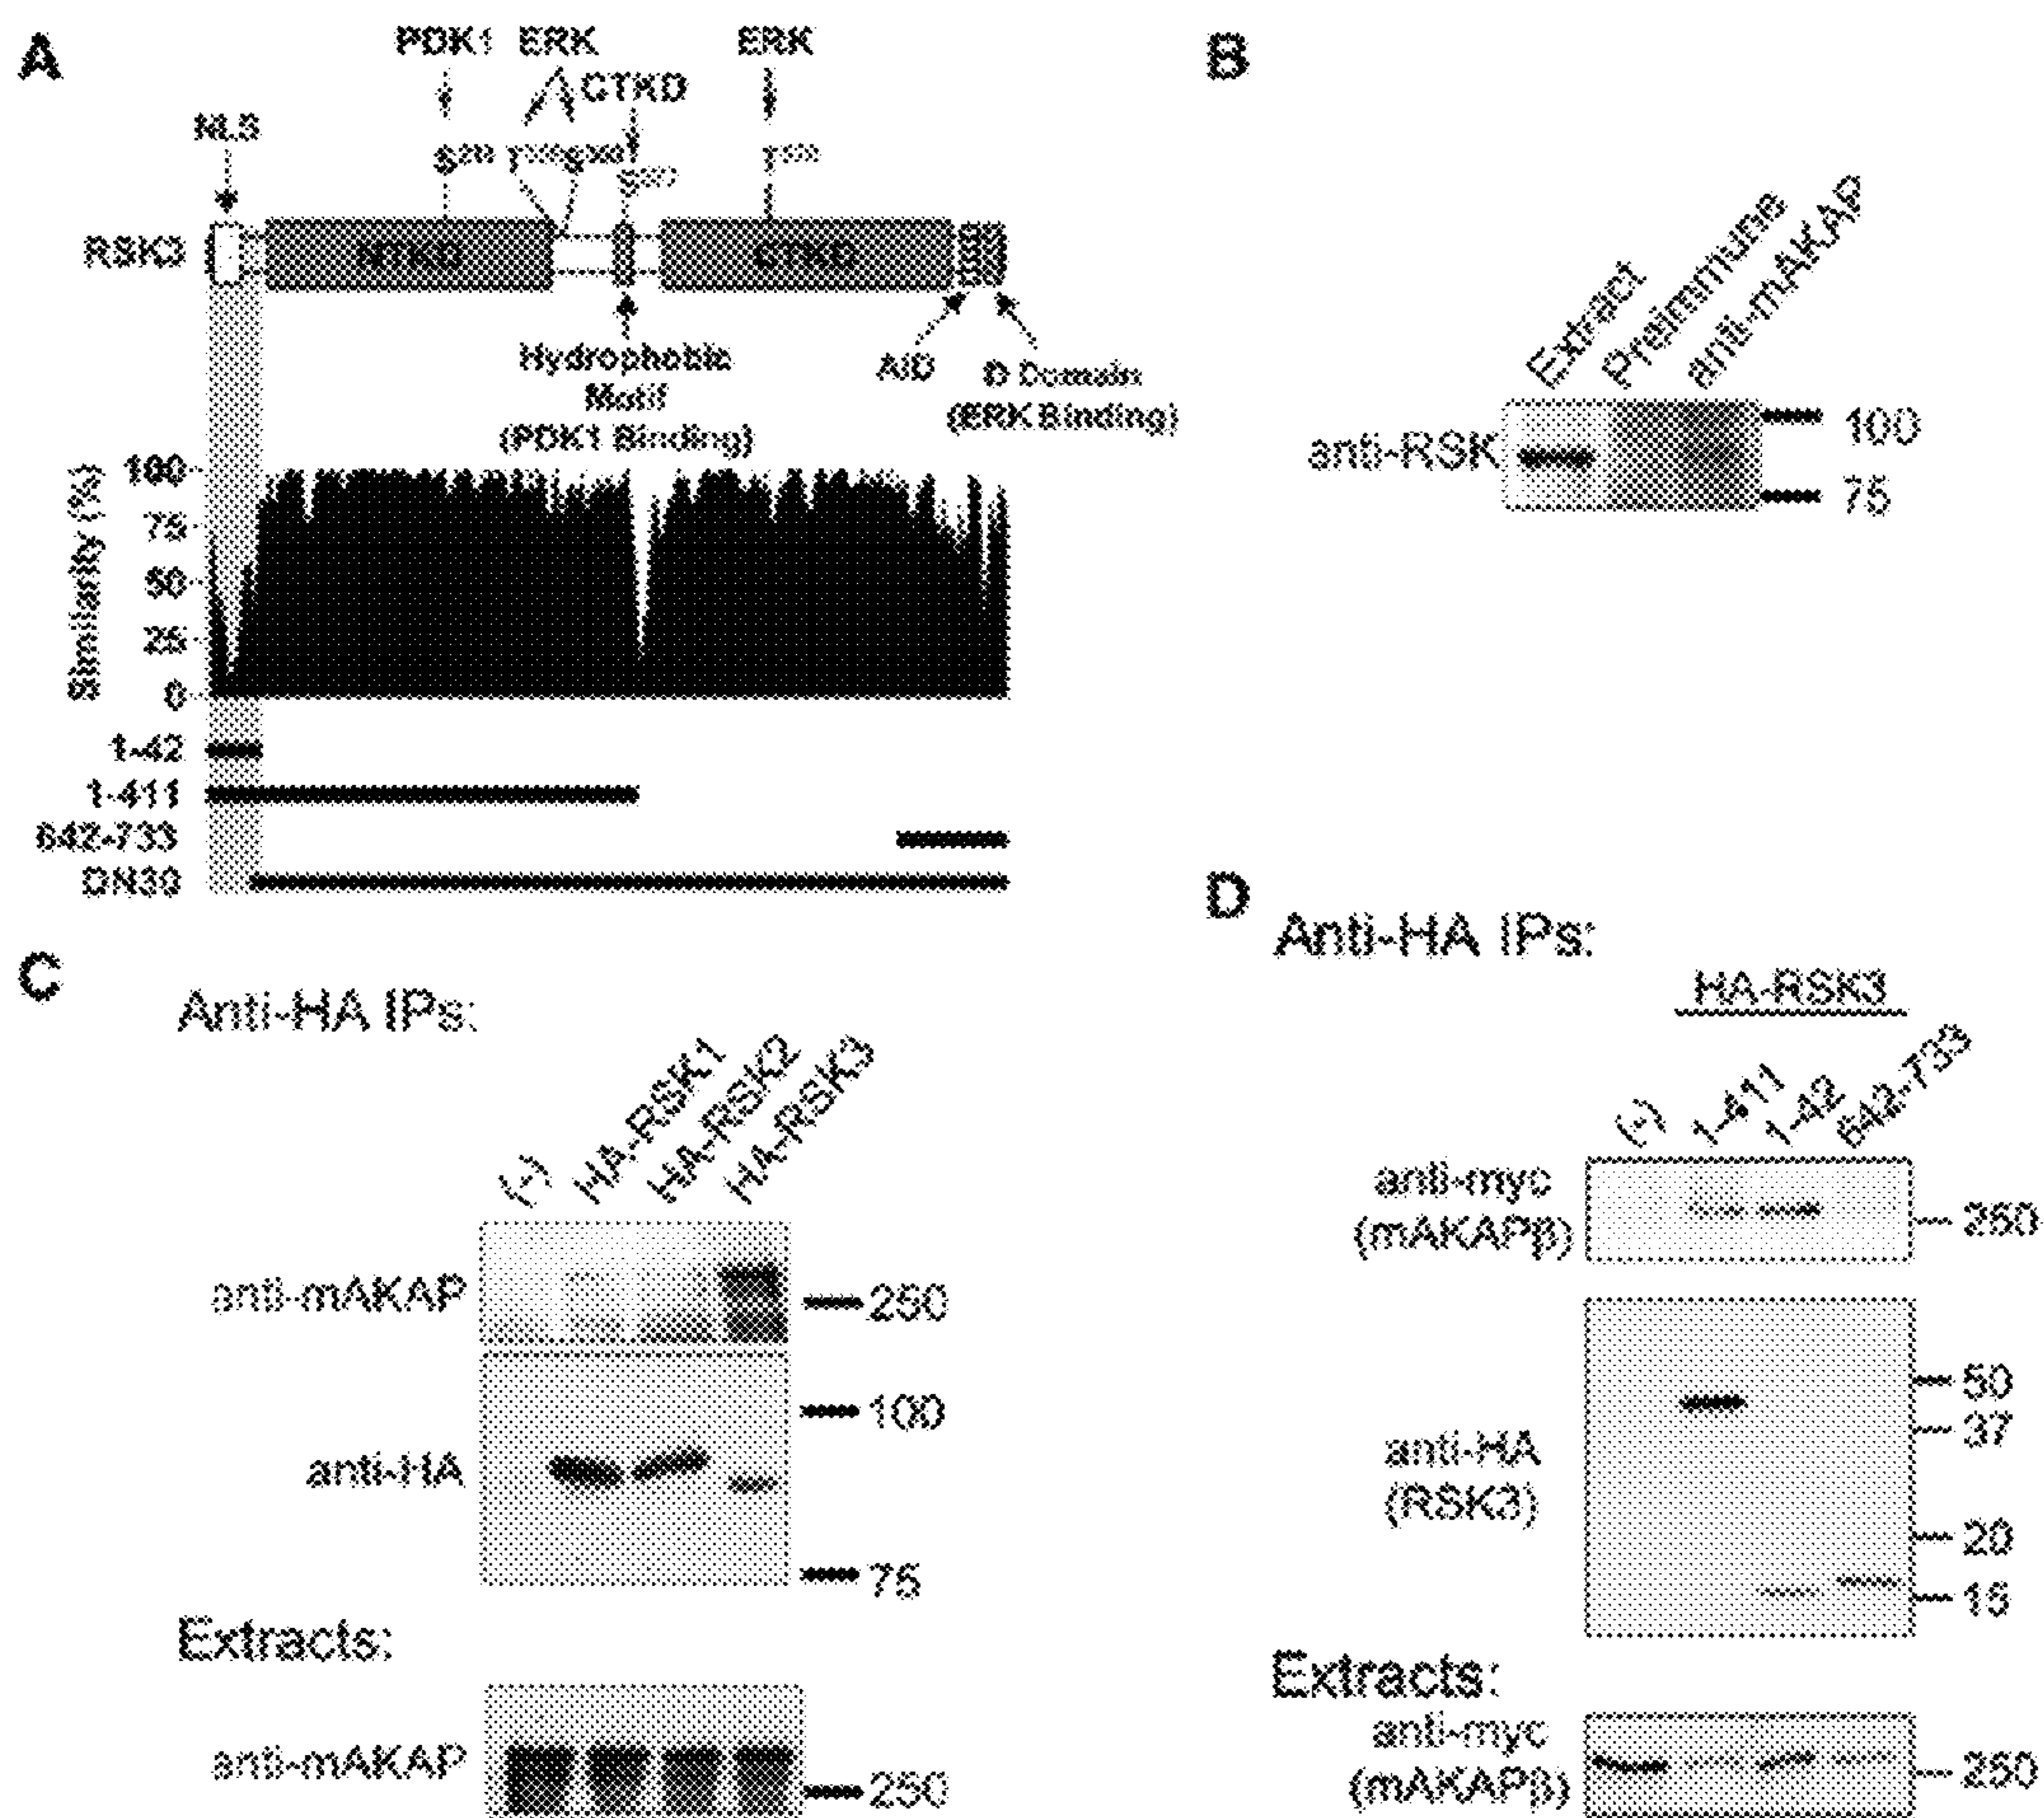 A
PDK1 ERK ERK
CTKD
NLS
RSK3
NTKD
CTKD
Hydrophobic
Motif
(PDK1 Binding)
AID
D Domain
(ERK Binding)
Similarity (%)
100
75
50
25
0
1-42
1-411
642-733
DN30
B
Extract
Preimmune
anti-mAKAP
anti-RSK
100
75
C
Anti-HA IPs:
(-)
HA-RSK1
HA-RSK2
HA-RSK3
anti-mAKAP
250
100
anti-HA
75
Extracts:
anti-mAKAP
250
D
Anti-HA IPs:
HA-RSK3
(-)
1-411
1-42
642-733
anti-myc
(mAKAPβ)
250
50
37
anti-HA
(RSK3)
20
15
Extracts:
anti-myc
(mAKAPβ)
250